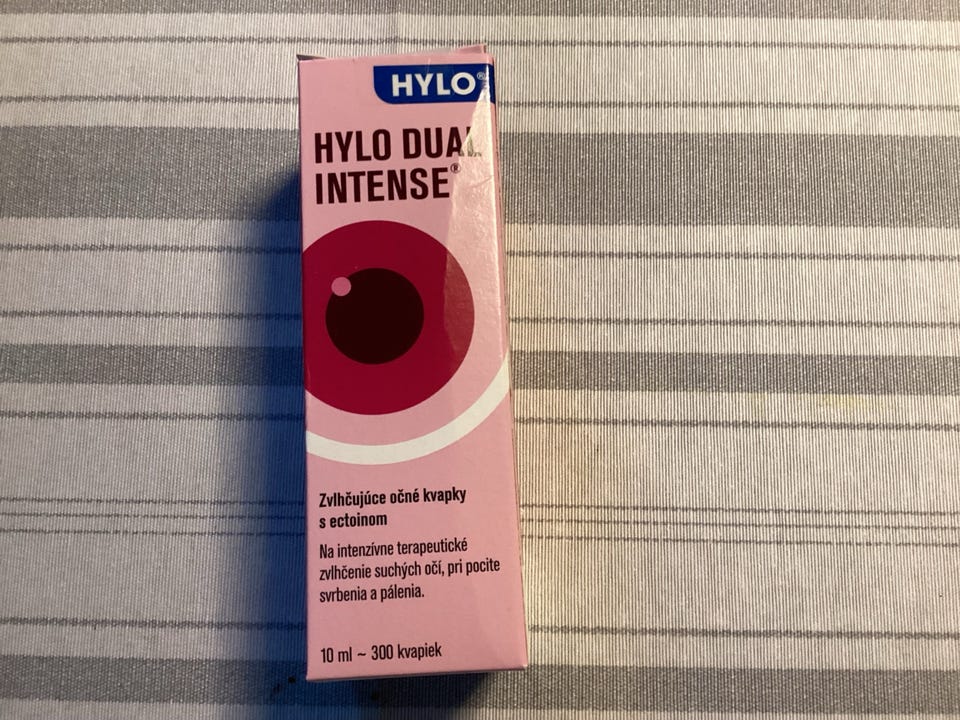 HYLO®
HYLO DUAL
INTENSE®
Zvlhčujúce očné kvapky
s ectoinom
Na intenzívne terapeutické
zvlhčenie suchých očí, pri pocite
svrbenia a pálenia.
10 ml ~ 300 kvapiek